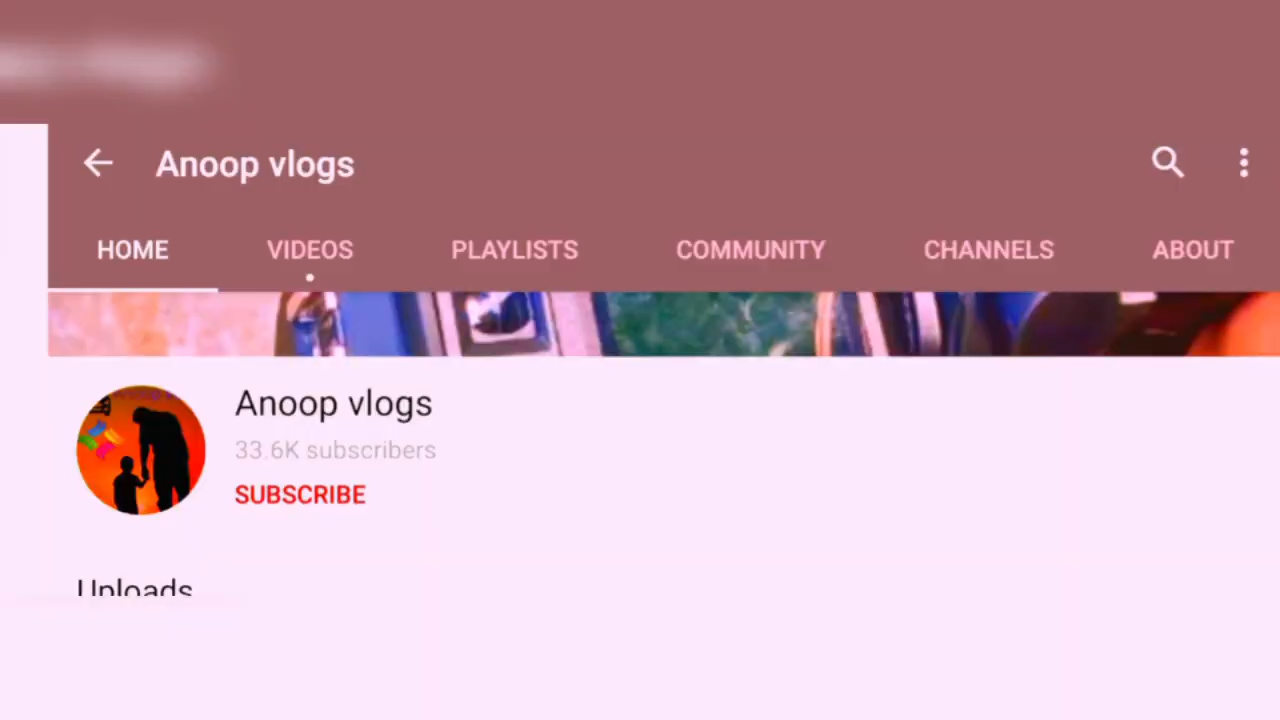 Anoop vlogs
HOME VIDEOS PLAYLISTS COMMUNITY CHANNELS ABOUT
Anoop vlogs
33.6K subscribers
SUBSCRIBE
Uploads